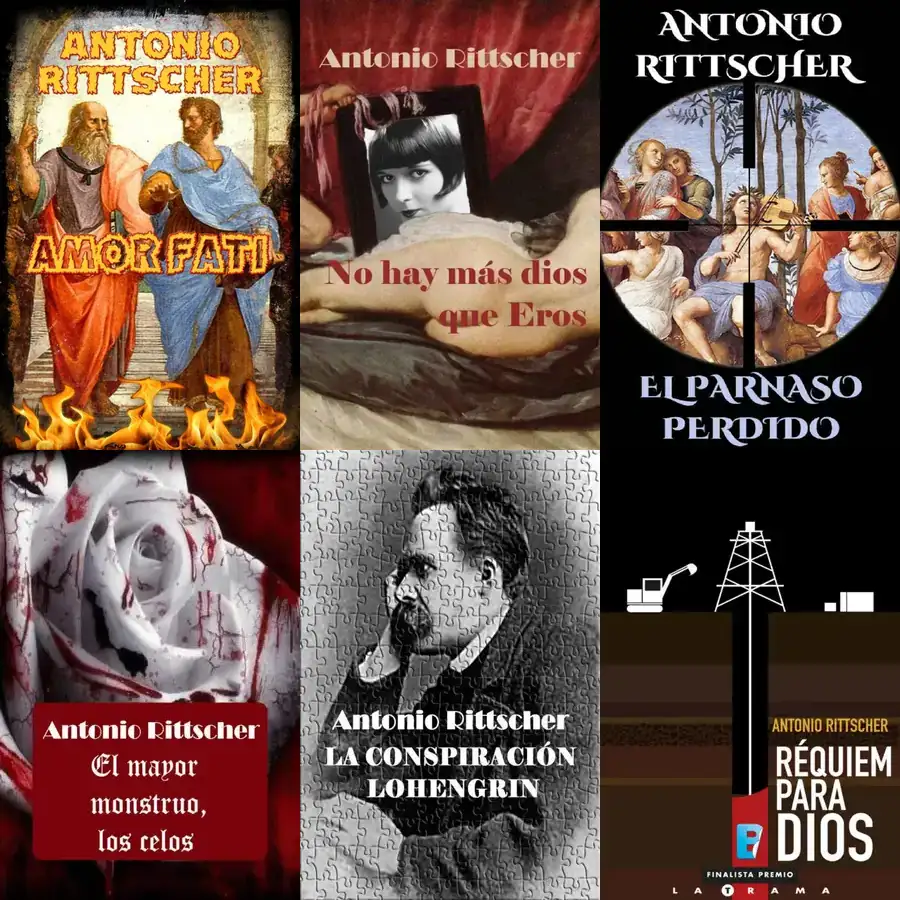 ANTONIO
RITTSCHER
AMOR FATI
Antonio Rittscher
No hay más dios
que Eros
ANTONIO
RITTSCHER
EL PARNASO
PERDIDO
Antonio Rittscher
El mayor
monstruo,
los celos
Antonio Rittscher
LA CONSPIRACIÓN
LOHENGRIN
ANTONIO RITTSCHER
RÉQUIEM
PARA
DIOS
B
FINALISTA PREMIO
LA TRAMA